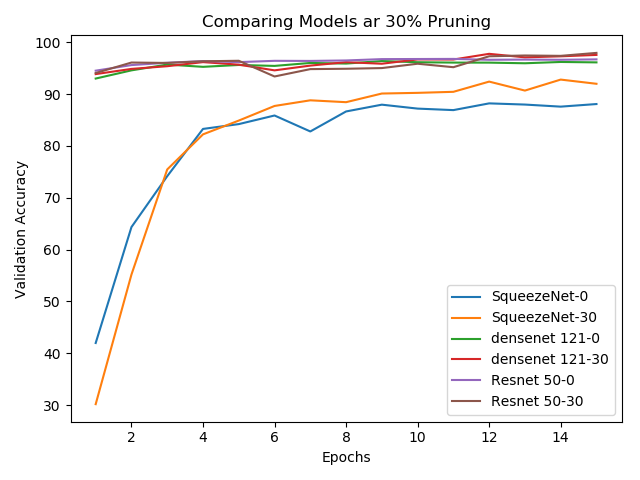 Comparing Models ar 30% Pruning
100
90
80
70
60
50
40
30
Validation Accuracy
2 4 6 8 10 12 14
Epochs
SqueezeNet-0
SqueezeNet-30
densenet 121-0
densenet 121-30
Resnet 50-0
Resnet 50-30